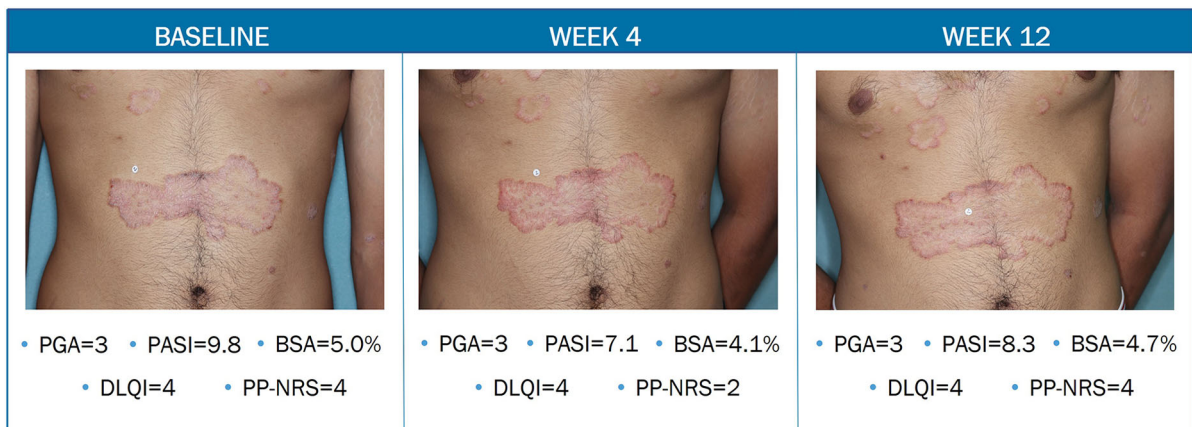 BASELINE
WEEK 4
WEEK 12
• PGA=3 • PASI=9.8 • BSA=5.0%
• DLQI=4 • PP-NRS=4
• PGA=3 • PASI=7.1 • BSA=4.1%
• DLQI=4 • PP-NRS=2
• PGA=3 • PASI=8.3 • BSA=4.7%
• DLQI=4 • PP-NRS=4